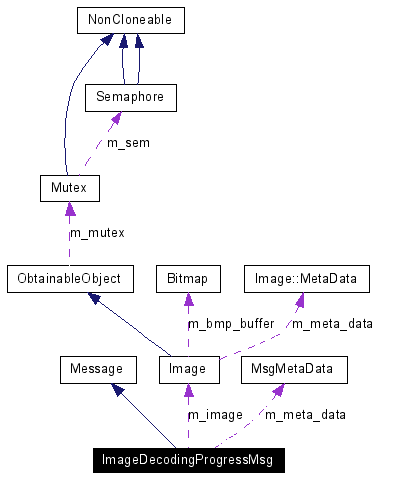 NonCloneable
Semaphore
m_sem
Mutex
m_mutex
ObtainableObject
Bitmap
Image::MetaData
m_bmp_buffer
m_meta_data
Message
Image
MsgMetaData
m_image
m_meta_data
ImageDecodingProgressMsg